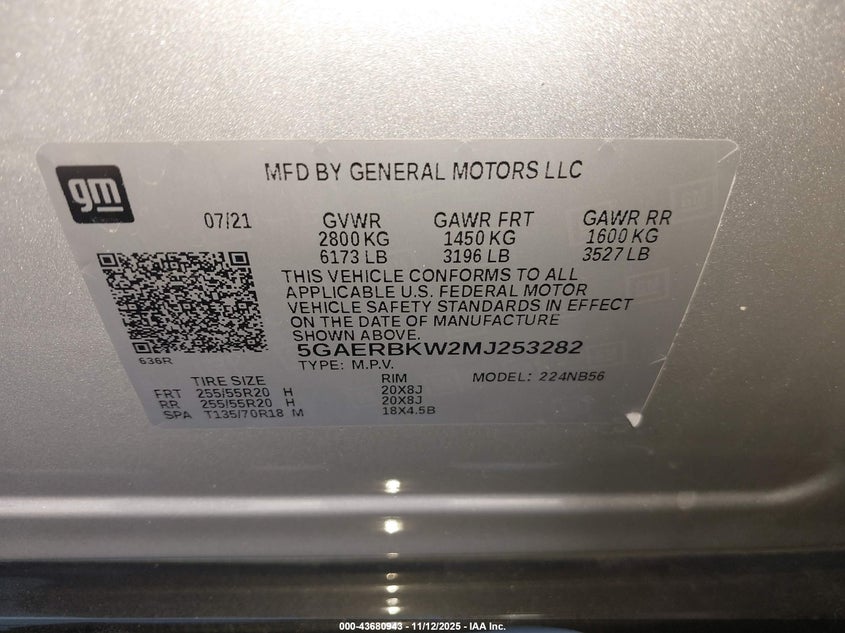 gm
MFD BY GENERAL MOTORS LLC
07/21 GVWR GAWR FRT GAWR RR
2800 KG 1450 KG 1600 KG
6173 LB 3196 LB 3527 LB
THIS VEHICLE CONFORMS TO ALL
APPLICABLE U.S. FEDERAL MOTOR
VEHICLE SAFETY STANDARDS IN EFFECT
ON THE DATE OF MANUFACTURE
SHOWN ABOVE.
5GAERBKW2MJ253282
636R
TYPE: M.P.V.
TIRE SIZE RIM MODEL: 224NB56
FRT 255/55R20 H 20X8J
RR 255/55R20 H 20X8J
SPA T135/70R18 M 18X4.5B
000-43680943 - 11/12/2025 - IAA Inc.